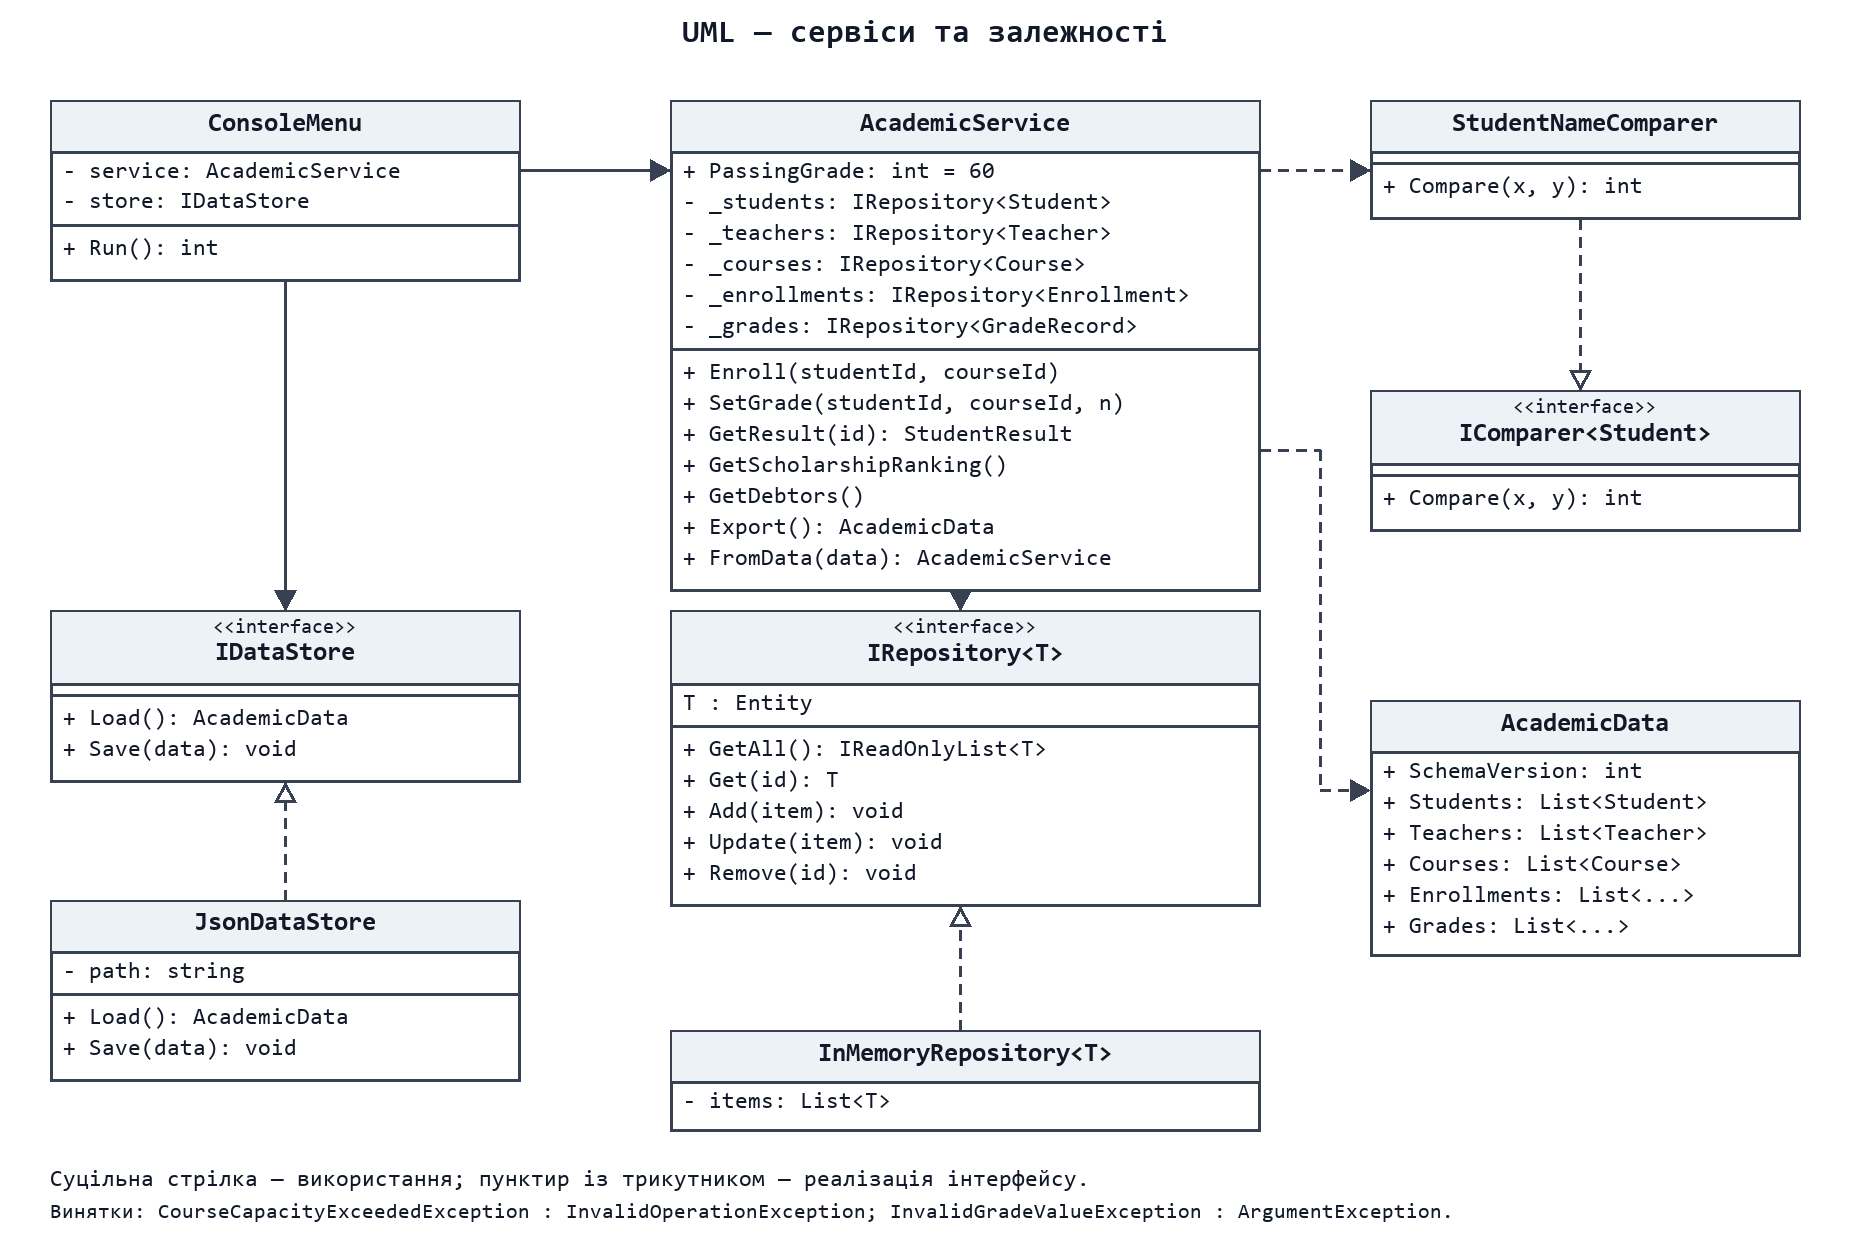 UML — сервіси та залежності
ConsoleMenu
- service: AcademicService
- store: IDataStore
+ Run(): int
AcademicService
+ PassingGrade: int = 60
- _students: IRepository<Student>
- _teachers: IRepository<Teacher>
- _courses: IRepository<Course>
- _enrollments: IRepository<Enrollment>
- _grades: IRepository<GradeRecord>
+ Enroll(studentId, courseId)
+ SetGrade(studentId, courseId, n)
+ GetResult(id): StudentResult
+ GetScholarshipRanking()
+ GetDebtors()
+ Export(): AcademicData
+ FromData(data): AcademicService
StudentNameComparer
+ Compare(x, y): int
<<interface>>
IComparer<Student>
+ Compare(x, y): int
<<interface>>
IDataStore
+ Load(): AcademicData
+ Save(data): void
<<interface>>
IRepository<T>
T : Entity
+ GetAll(): IReadOnlyList<T>
+ Get(id): T
+ Add(item): void
+ Update(item): void
+ Remove(id): void
AcademicData
+ SchemaVersion: int
+ Students: List<Student>
+ Teachers: List<Teacher>
+ Courses: List<Course>
+ Enrollments: List<...>
+ Grades: List<...>
JsonDataStore
- path: string
+ Load(): AcademicData
+ Save(data): void
InMemoryRepository<T>
- items: List<T>
Суцільна стрілка — використання; пунктир із трикутником — реалізація інтерфейсу.
Винятки: CourseCapacityExceededException : InvalidOperationException; InvalidGradeValueException : ArgumentException.